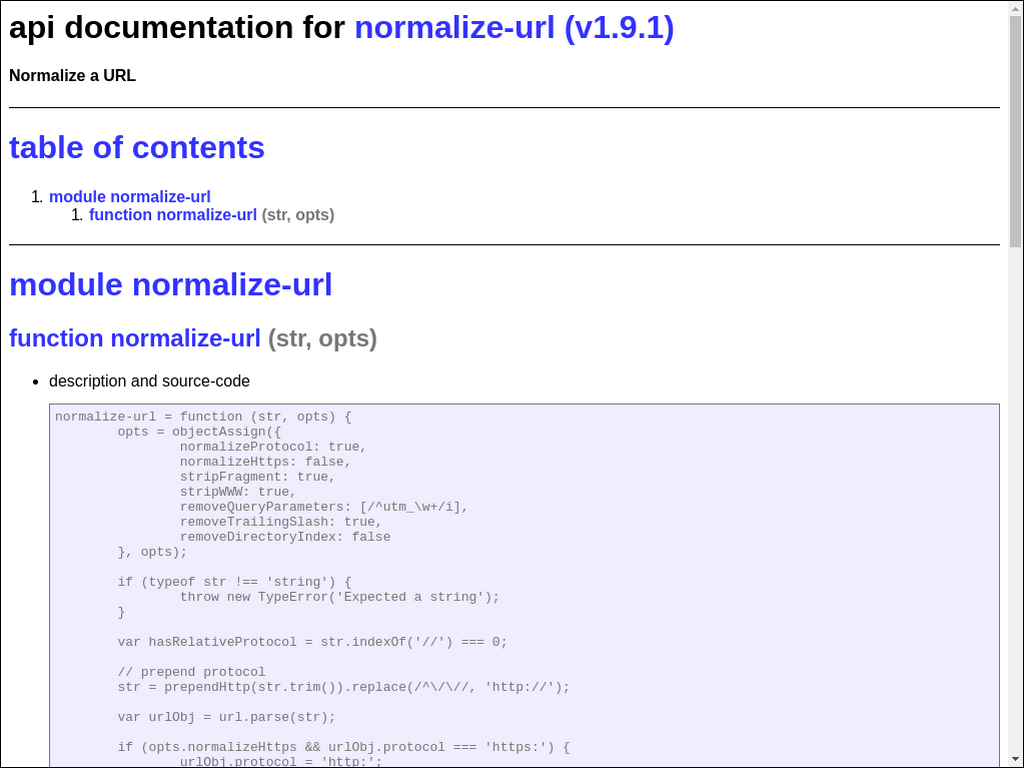 api documentation for normalize-url (v1.9.1)
Normalize a URL
table of contents
1. module normalize-url
1. function normalize-url (str, opts)
module normalize-url
function normalize-url (str, opts)
• description and source-code
normalize-url = function (str, opts) {
        opts = objectAssign({
                normalizeProtocol: true,
                normalizeHttps: false,
                stripFragment: true,
                stripWWW: true,
                removeQueryParameters: [/^utm_\w+/i],
                removeTrailingSlash: true,
                removeDirectoryIndex: false
        }, opts);

        if (typeof str !== 'string') {
                throw new TypeError('Expected a string');
        }

        var hasRelativeProtocol = str.indexOf('//') === 0;

        // prepend protocol
        str = prependHttp(str.trim()).replace(/^\/\//, 'http://');

        var urlObj = url.parse(str);

        if (opts.normalizeHttps && urlObj.protocol === 'https:') {
                urlObj.protocol = 'http:';